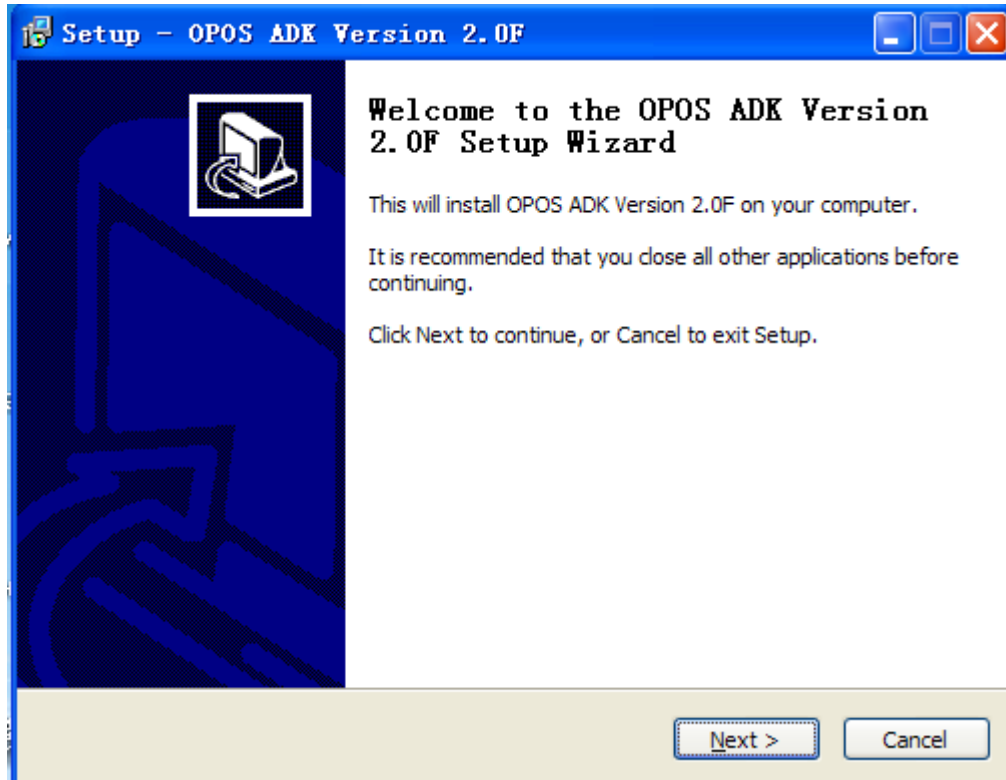 Setup - OPOS ADK Version 2.0F
Welcome to the OPOS ADK Version
2.0F Setup Wizard
This will install OPOS ADK Version 2.0F on your computer.
It is recommended that you close all other applications before
continuing.
Click Next to continue, or Cancel to exit Setup.
Next >
Cancel